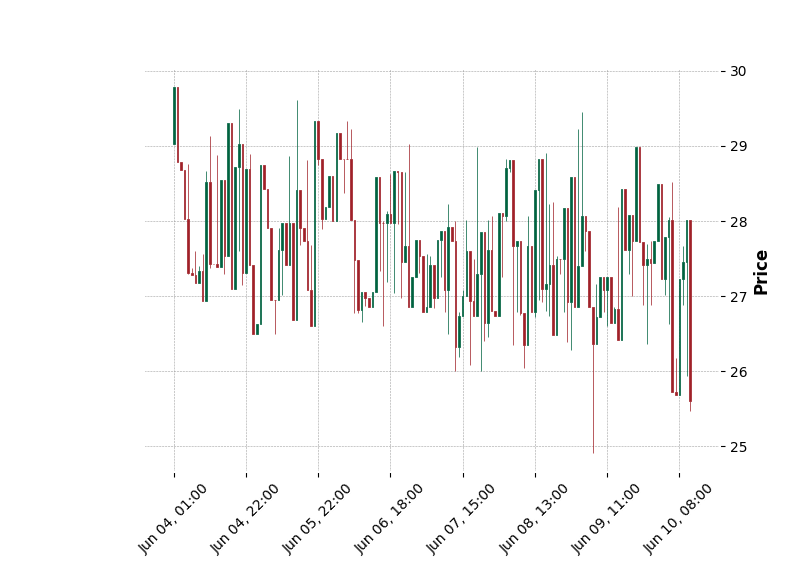 30
29
28
27
26
25
Price
Jun 04, 01:00
Jun 04, 22:00
Jun 05, 22:00
Jun 06, 18:00
Jun 07, 15:00
Jun 08, 13:00
Jun 09, 11:00
Jun 10, 08:00